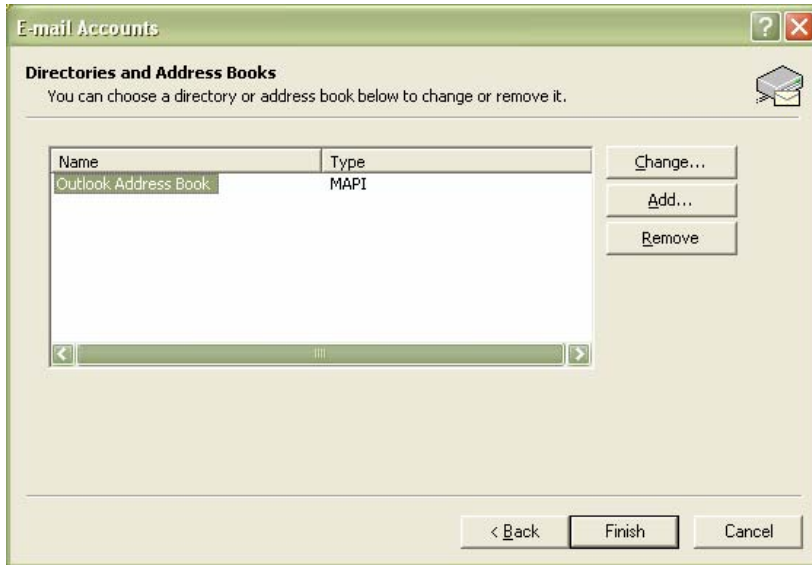 E-mail Accounts
Directories and Address Books
You can choose a directory or address book below to change or remove it.
Name Type
Outlook Address Book MAPI
Change...
Add...
Remove
< Back Finish Cancel